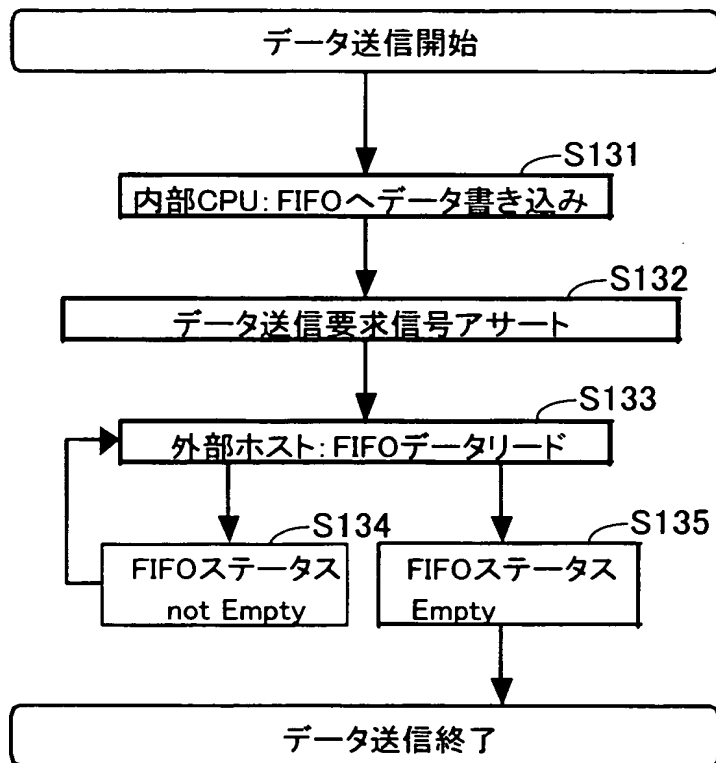 データ送信開始
S131
内部CPU：FIFOへデータ書き込み
S132
データ送信要求信号アサート
S133
外部ホスト：FIFOデータリード
S134
FIFOステータス
not Empty
S135
FIFOステータス
Empty
データ送信終了